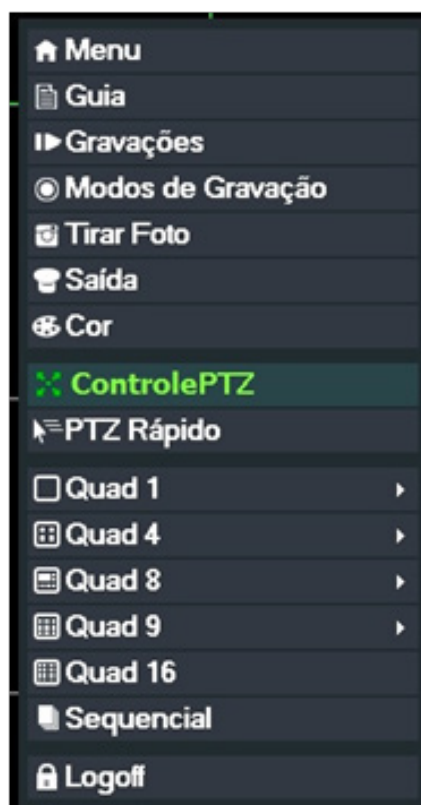 Menu
Guia
Gravações
Modos de Gravação
Tirar Foto
Saída
Cor
ControlePTZ
PTZ Rápido
Quad 1
Quad 4
Quad 8
Quad 9
Quad 16
Sequencial
Logoff